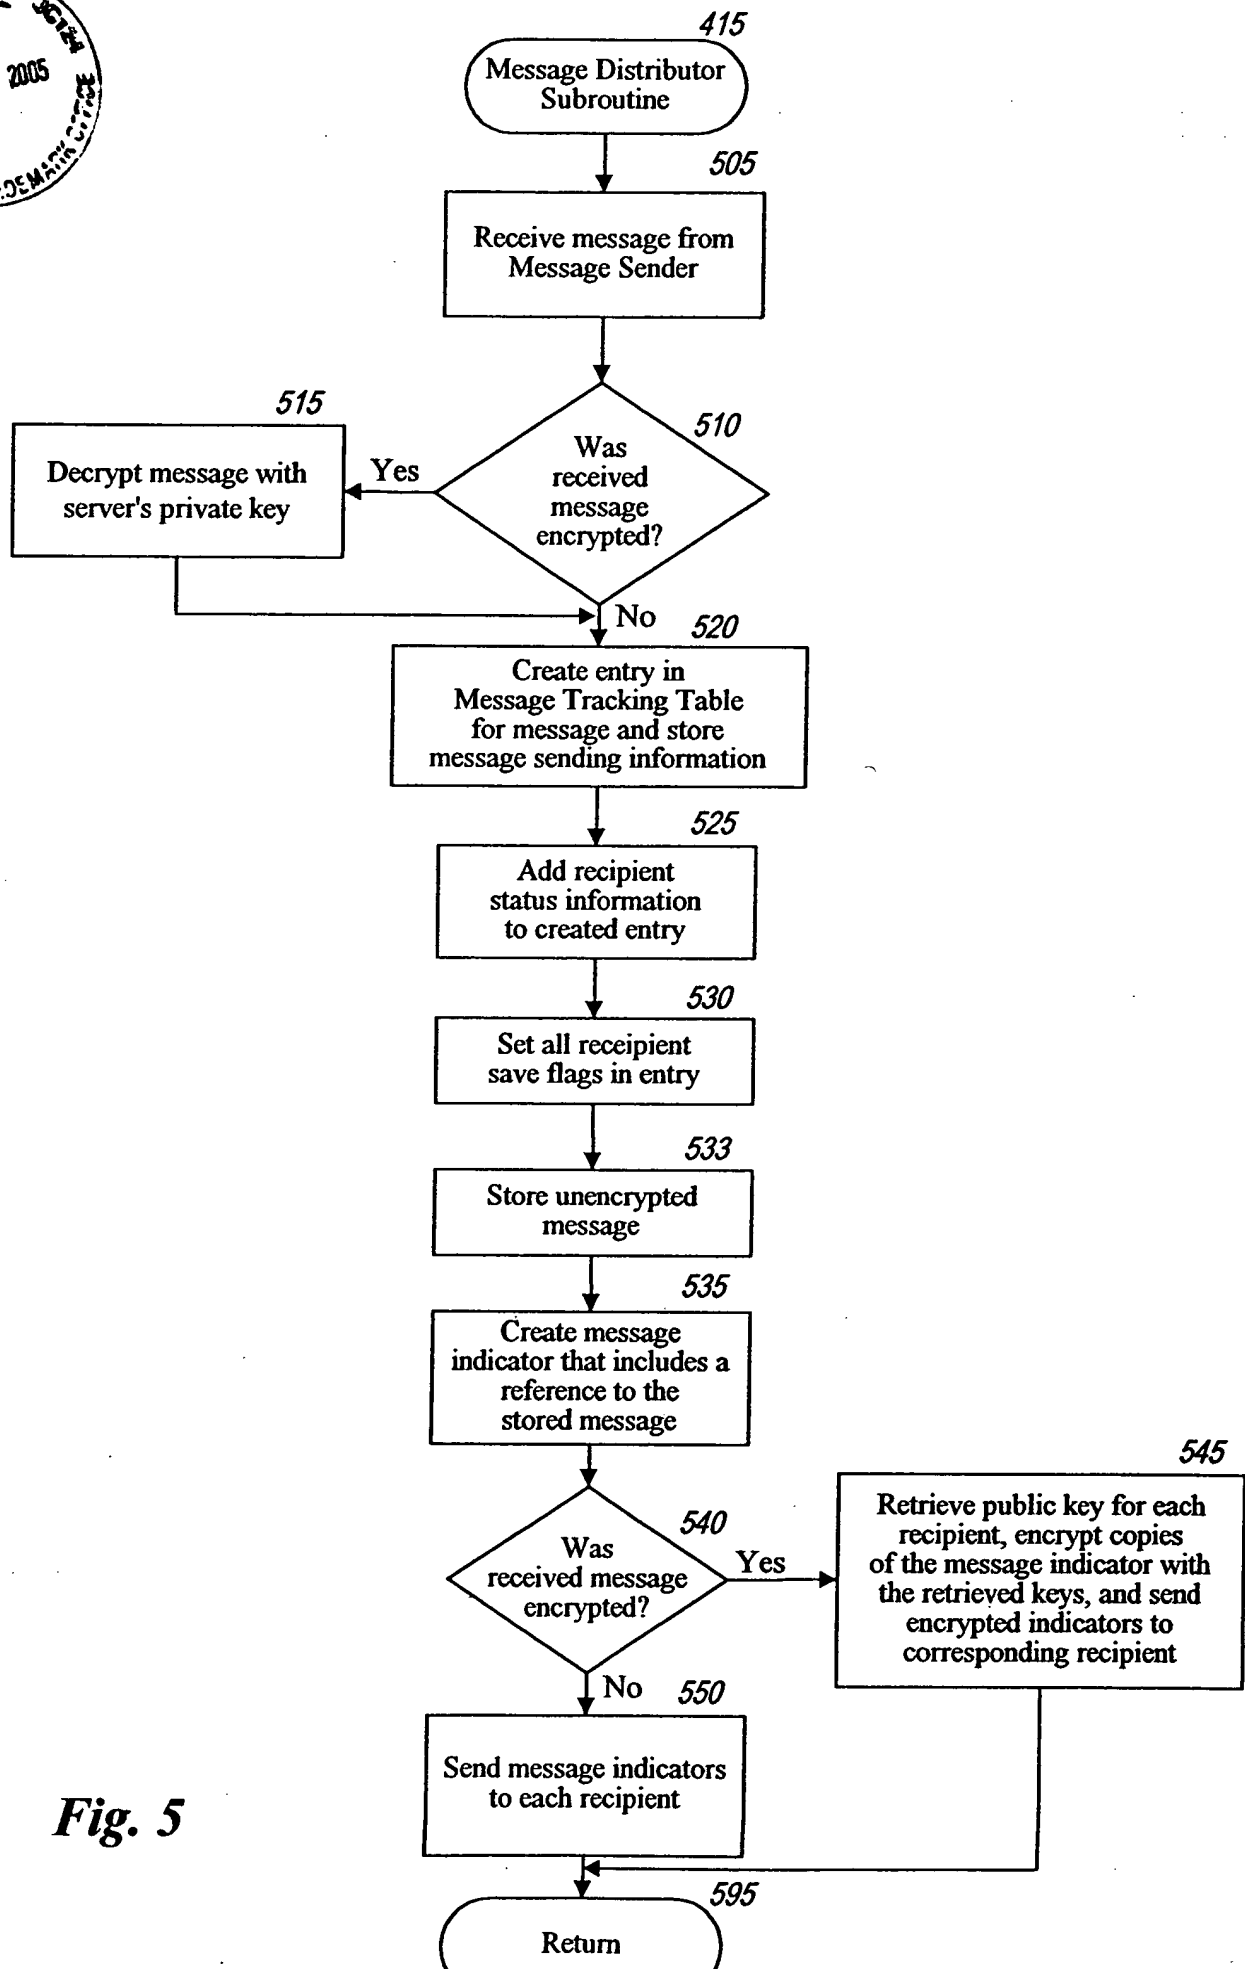 2005
415
Message Distributor
Subroutine
505
Receive message from
Message Sender
515
Decrypt message with
server's private key
Yes
510
Was
received
message
encrypted?
No
520
Create entry in
Message Tracking Table
for message and store
message sending information
525
Add recipient
status information
to created entry
530
Set all receipient
save flags in entry
533
Store unencrypted
message
535
Create message
indicator that includes a
reference to the
stored message
540
Was
received message
encrypted?
Yes
545
Retrieve public key for each
recipient, encrypt copies
of the message indicator with
the retrieved keys, and send
encrypted indicators to
corresponding recipient
No
550
Send message indicators
to each recipient
Fig. 5
595
Return